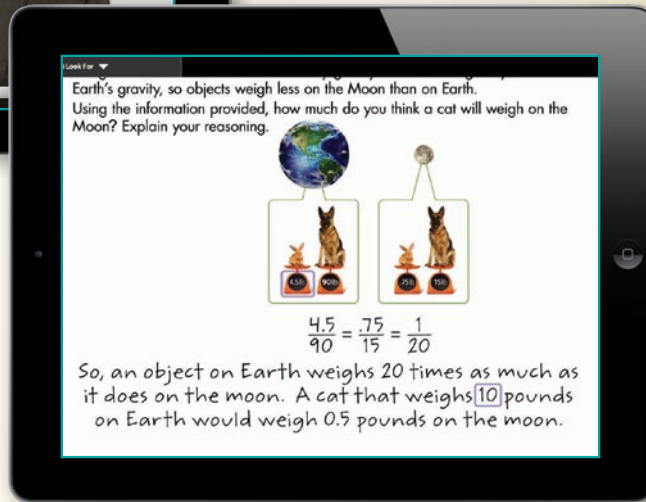 Look For
Earth's gravity, so objects weigh less on the Moon than on Earth.
Using the information provided, how much do you think a cat will weigh on the
Moon? Explain your reasoning.
4.5lb 90lb .75lb 15lb
4.5/90 = .75/15 = 1/20
So, an object on Earth weighs 20 times as much as
it does on the moon. A cat that weighs 10 pounds
on Earth would weigh 0.5 pounds on the moon.